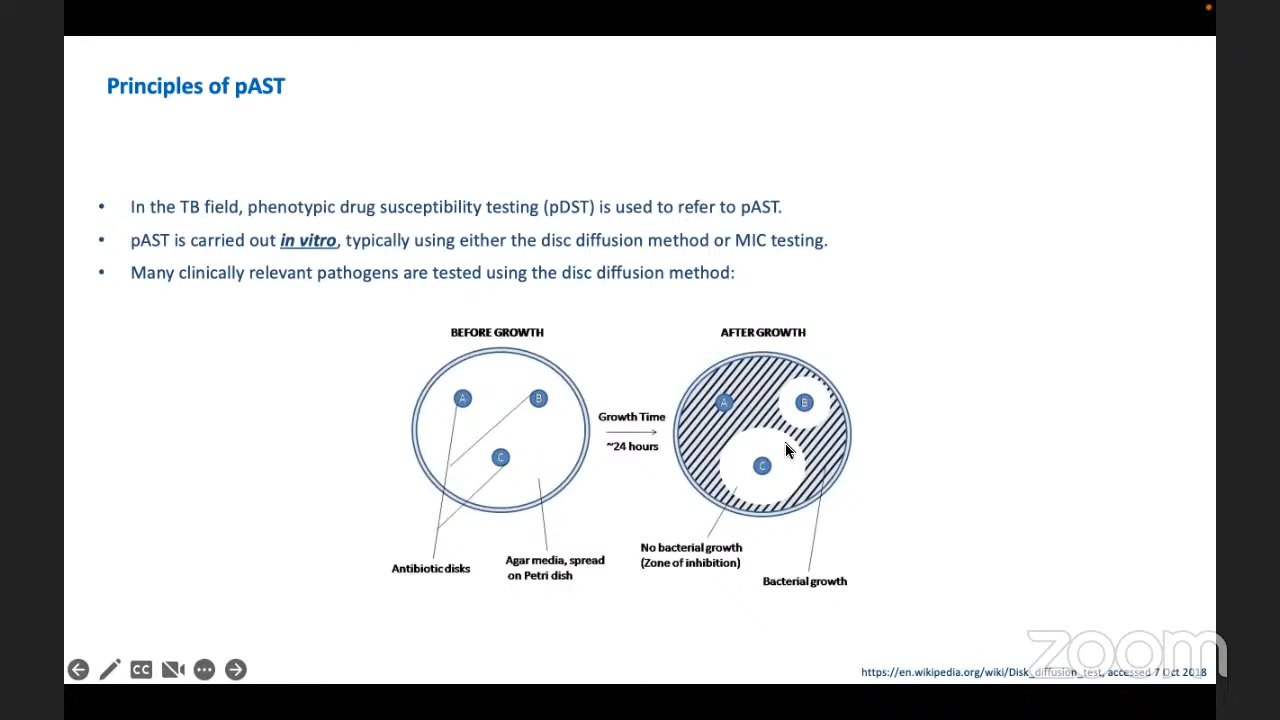 Principles of pAST
• In the TB field, phenotypic drug susceptibility testing (pDST) is used to refer to pAST.
• pAST is carried out in vitro, typically using either the disc diffusion method or MIC testing.
• Many clinically relevant pathogens are tested using the disc diffusion method:
BEFORE GROWTH
AFTER GROWTH
A
B
C
Growth Time
~24 hours
A
B
C
Antibiotic disks
Agar media, spread
on Petri dish
No bacterial growth
(Zone of inhibition)
Bacterial growth
CC
zoom
https://en.wikipedia.org/wiki/Disk_diffusion_test, accessed 7 Oct 2018